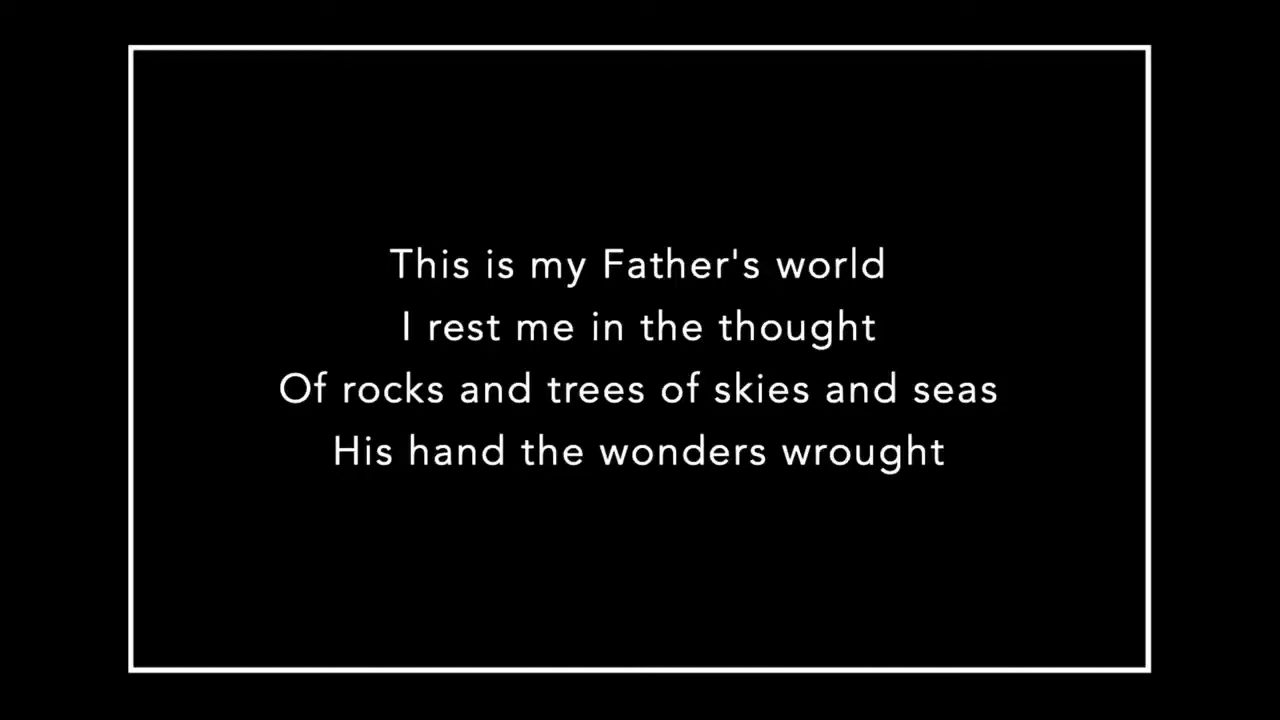 This is my Father's world
I rest me in the thought
Of rocks and trees of skies and seas
His hand the wonders wrought